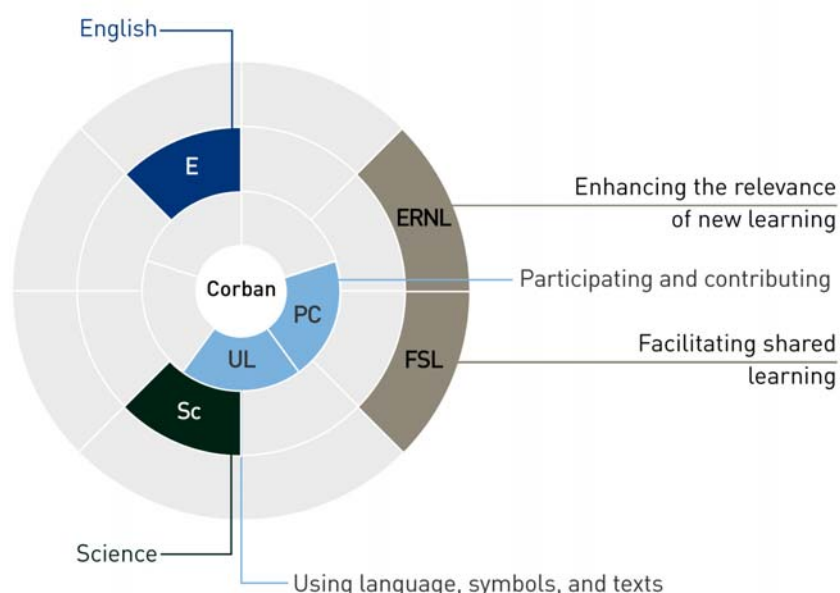 English
E
ERNL
Enhancing the relevance
of new learning
Participating and contributing
Corban
PC
UL
FSL
Facilitating shared
learning
Sc
Science
Using language, symbols, and texts